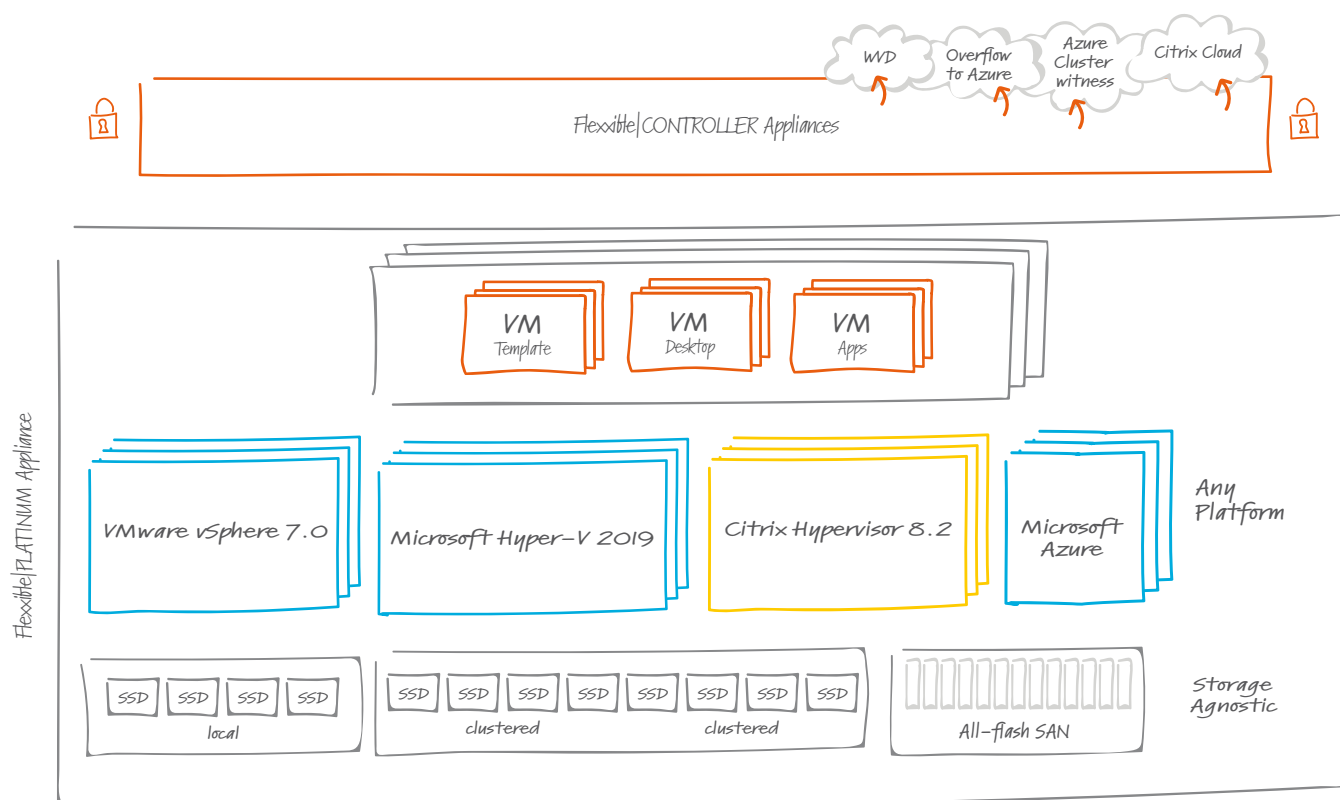 WVD
Overflow
to Azure
Azure
Cluster
witness
Citrix Cloud
Flexxible|CONTROLLER Appliances
Flexxible|PLATINUM Appliance
VM
Template
VM
Desktop
VM
Apps
VMware vSphere 7.0
Microsoft Hyper-V 2019
Citrix Hypervisor 8.2
Microsoft
Azure
Any
Platform
SSD SSD SSD SSD
local
SSD SSD SSD SSD SSD SSD SSD SSD
clustered clustered
All-flash SAN
Storage
Agnostic